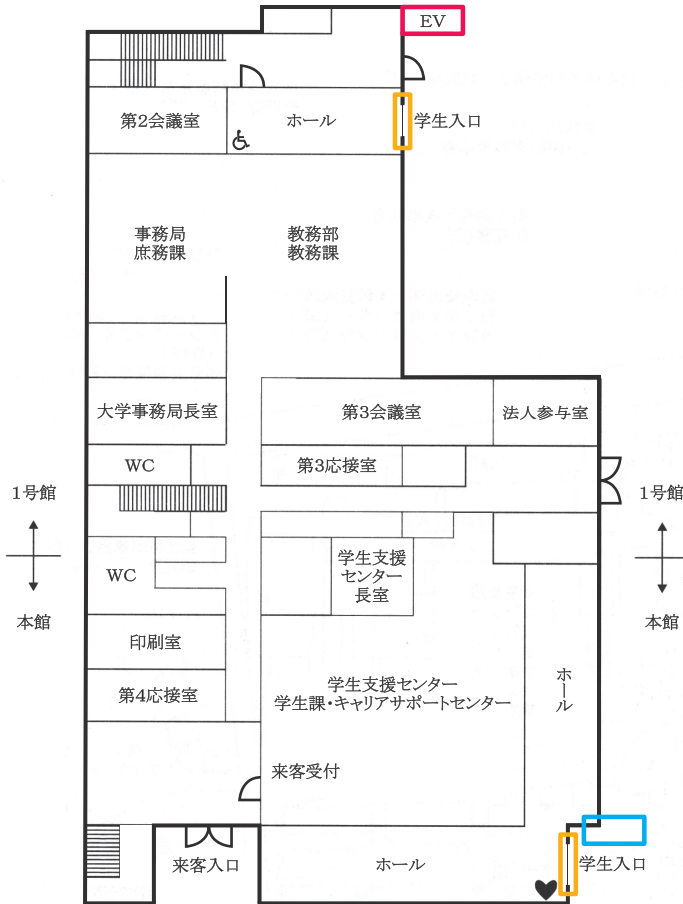 EV
第2会議室
ホール
学生入口
事務局
庶務課
教務部
教務課
大学事務局長室
第3会議室
法人参与室
WC
第3応接室
1号館
本館
1号館
本館
WC
学生支援
センター
長室
印刷室
第4応接室
学生支援センター
学生課・キャリアサポートセンター
ホール
来客受付
来客入口
ホール
学生入口